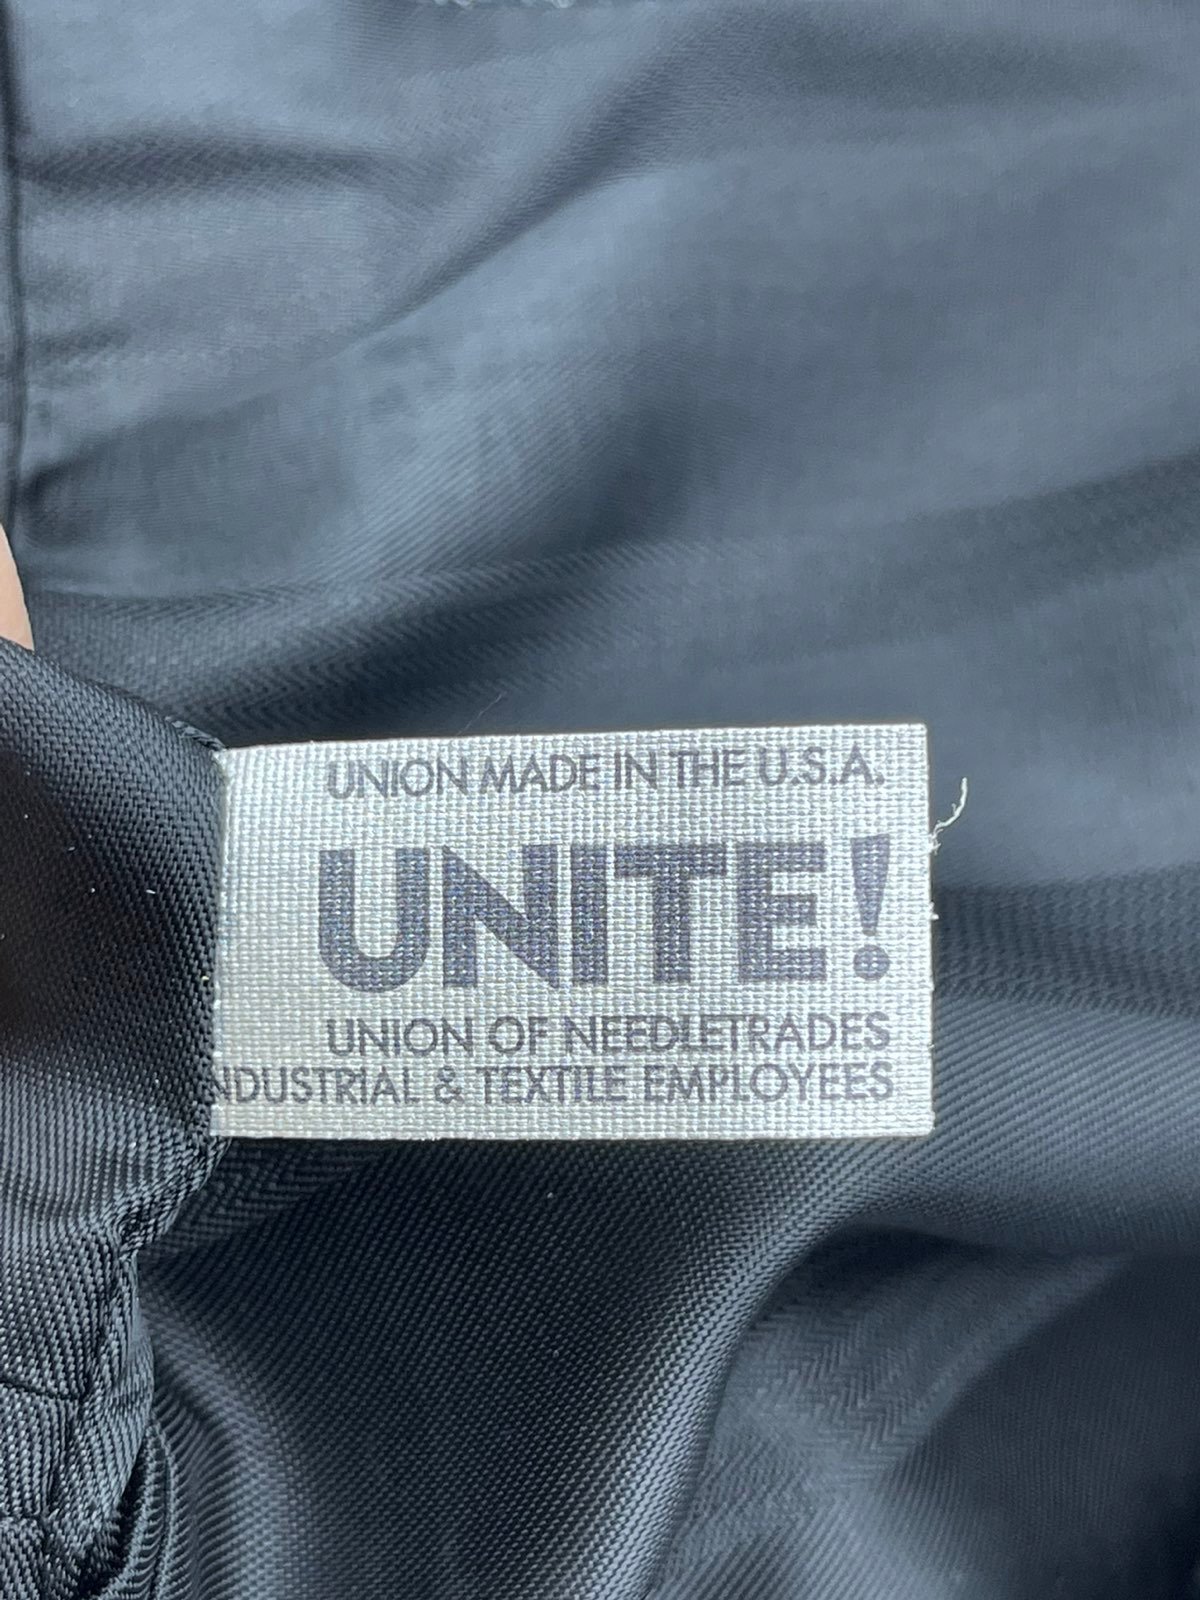 UNION MADE IN THE U.S.A.
UNITE!
UNION OF NEEDLETRADES
NDUSTRIAL & TEXTILE EMPLOYEES